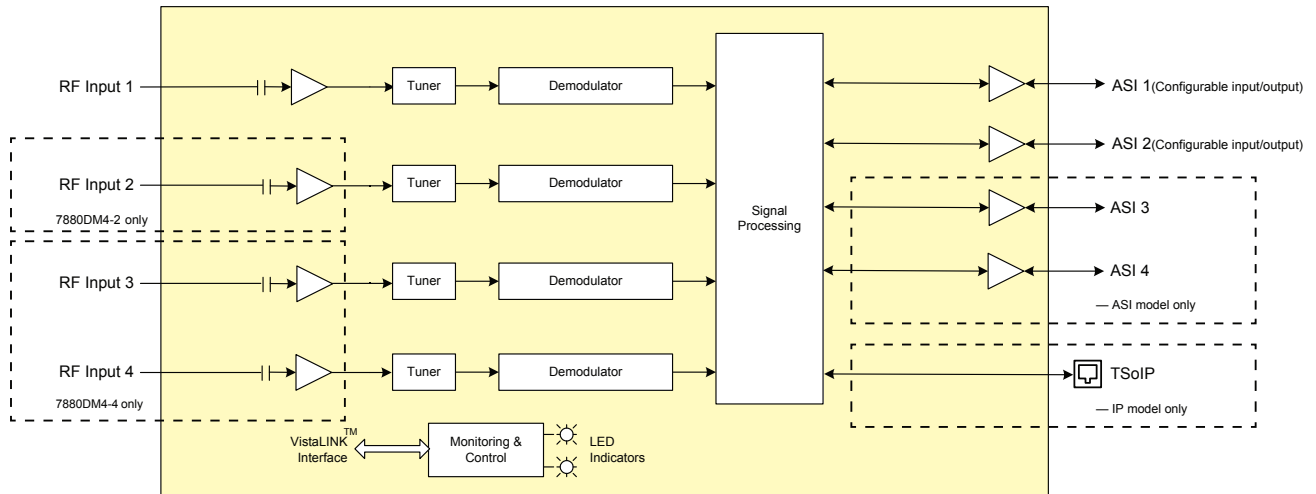 RF Input 1
Tuner
Demodulator
ASI 1(Configurable input/output)
RF Input 2
Tuner
Demodulator
ASI 2(Configurable input/output)
7880DM4-2 only
Signal
Processing
ASI 3
RF Input 3
Tuner
Demodulator
ASI 4
— ASI model only
RF Input 4
Tuner
Demodulator
TSoIP
7880DM4-4 only
— IP model only
VistaLINK™
Interface
Monitoring &
Control
LED
Indicators